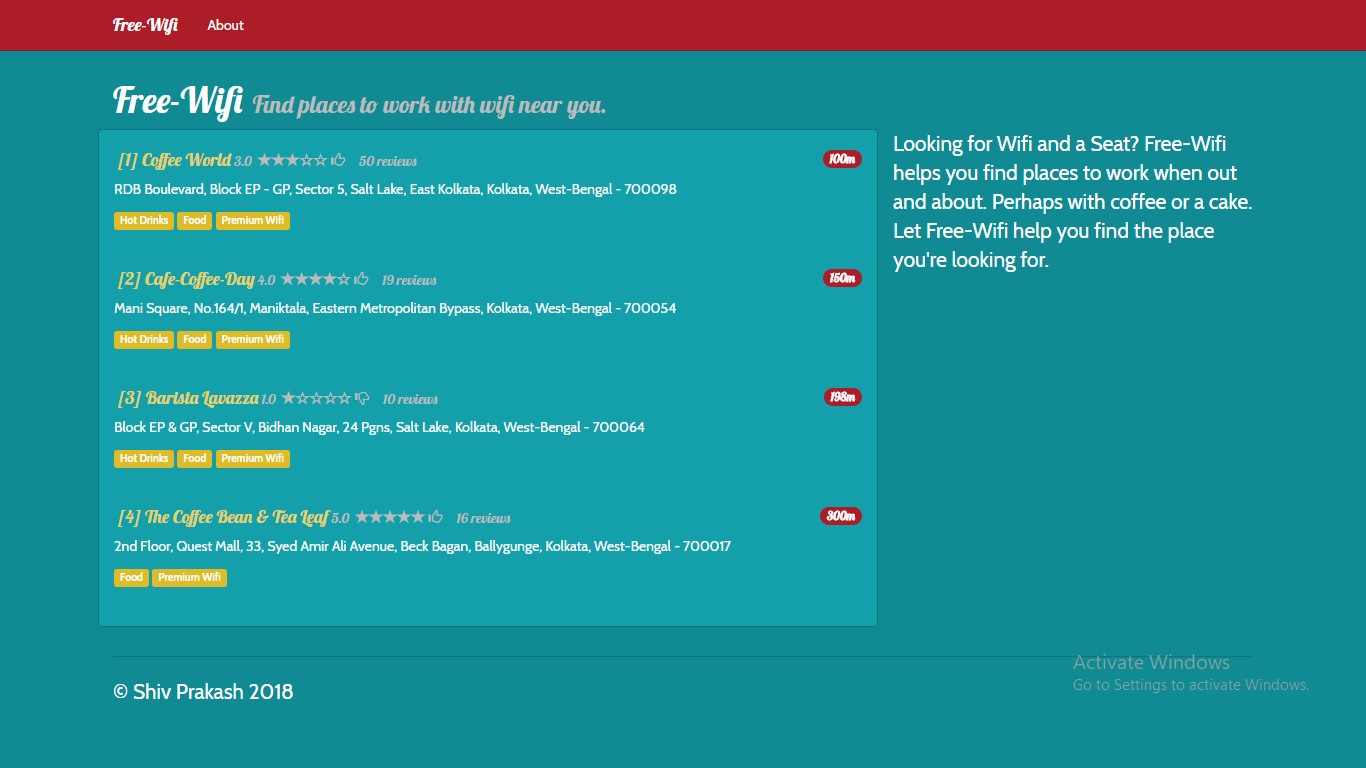 Free-Wifi About
Free-Wifi Find places to work with wifi near you.
[1] Coffee World 3.0 ★★★☆☆ 50 reviews 100m
RDB Boulevard, Block EP - GP, Sector 5, Salt Lake, East Kolkata, Kolkata, West-Bengal - 700098
Hot Drinks Food Premium Wifi
[2] Cafe-Coffee-Day 4.0 ★★★★☆ 19 reviews 150m
Mani Square, No.164/1, Maniktala, Eastern Metropolitan Bypass, Kolkata, West-Bengal - 700054
Hot Drinks Food Premium Wifi
[3] Barista Lavazza 1.0 ★☆☆☆☆ 10 reviews 198m
Block EP & GP, Sector V, Bidhan Nagar, 24 Pgns, Salt Lake, Kolkata, West-Bengal - 700064
Hot Drinks Food Premium Wifi
[4] The Coffee Bean & Tea Leaf 5.0 ★★★★★ 16 reviews 300m
2nd Floor, Quest Mall, 33, Syed Amir Ali Avenue, Beck Bagan, Ballygunge, Kolkata, West-Bengal - 700017
Food Premium Wifi
Looking for Wifi and a Seat? Free-Wifi
helps you find places to work when out
and about. Perhaps with coffee or a cake.
Let Free-Wifi help you find the place
you're looking for.
© Shiv Prakash 2018
Activate Windows
Go to Settings to activate Windows.